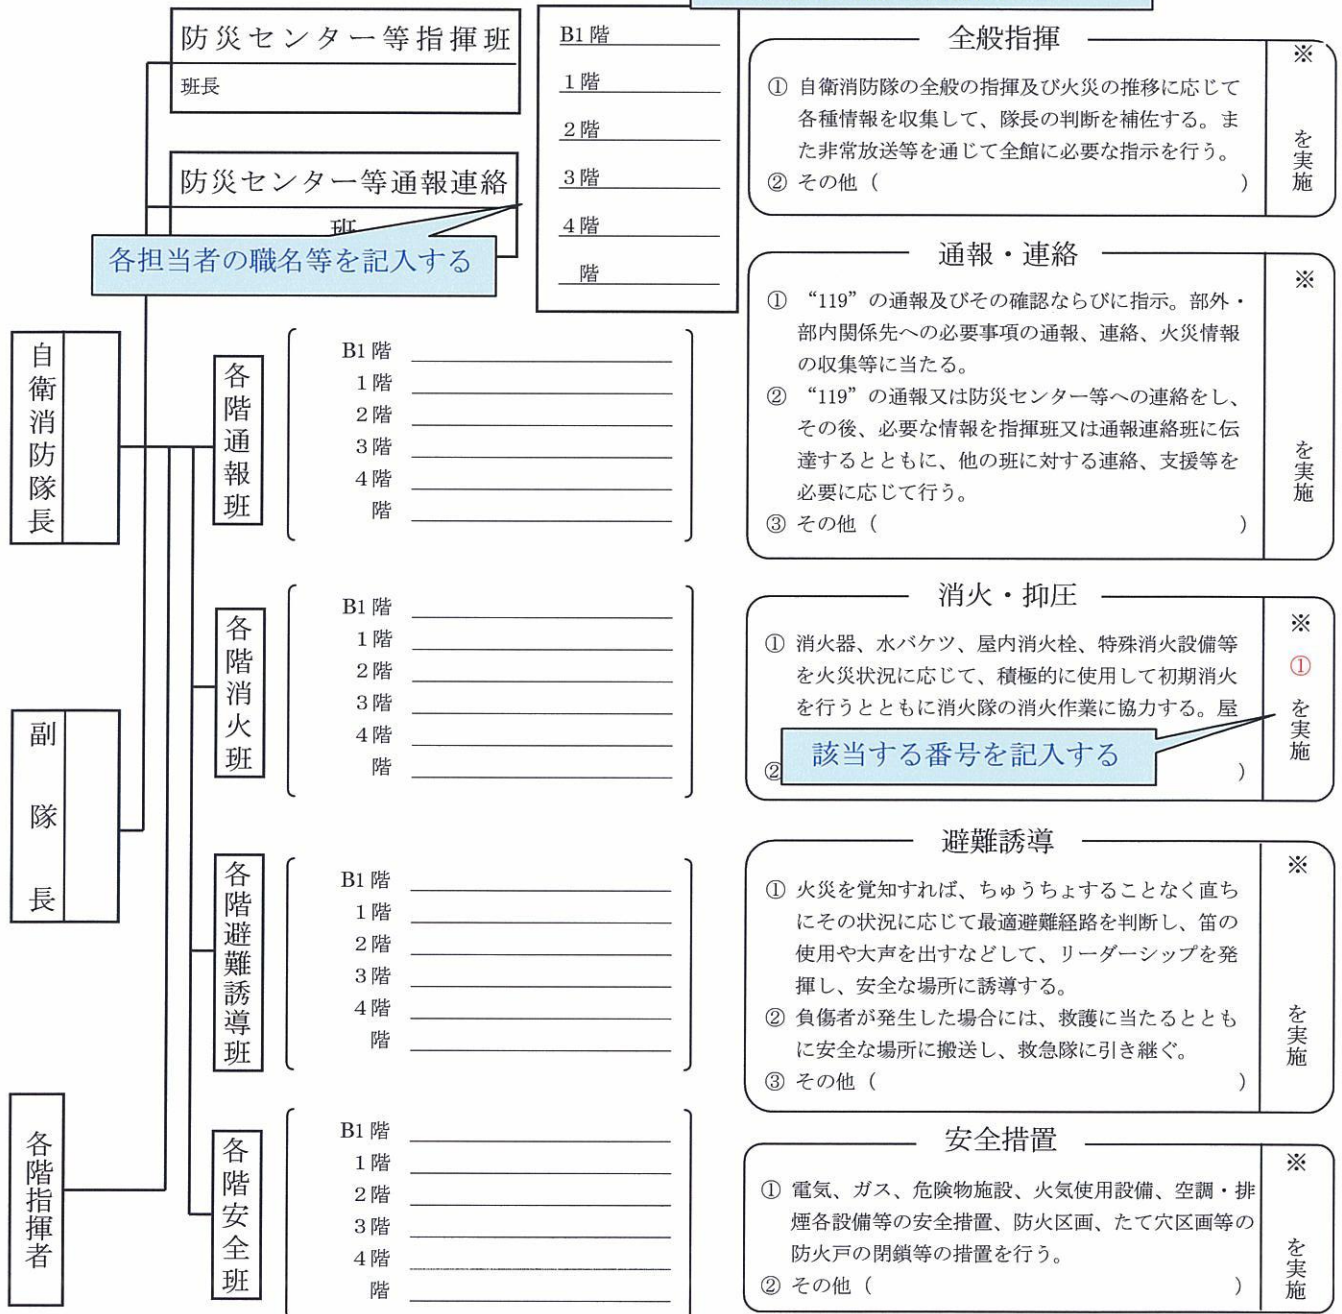 防災センター等指揮班
班長
防災センター等通報連絡
班
各担当者の職名等を記入する
B1 階
1 階
2 階
3 階
4 階
階
自衛消防隊長
副隊長
各階指揮者
各階通報班
B1 階
1 階
2 階
3 階
4 階
階
各階消火班
B1 階
1 階
2 階
3 階
4 階
階
各階避難誘導班
B1 階
1 階
2 階
3 階
4 階
階
各階安全班
B1 階
1 階
2 階
3 階
4 階
階
全般指揮
① 自衛消防隊の全般の指揮及び火災の推移に応じて
各種情報を収集して、隊長の判断を補佐する。ま
た非常放送等を通じて全館に必要な指示を行う。
② その他（ ）
※
を実施
通報・連絡
① “119”の通報及びその確認ならびに指示。部外・
部内関係先への必要事項の通報、連絡、火災情報
の収集等に当たる。
② “119”の通報又は防災センター等への連絡をし、
その後、必要な情報を指揮班又は通報連絡班に伝
達するとともに、他の班に対する連絡、支援等を
必要に応じて行う。
③ その他（ ）
※
を実施
消火・抑圧
① 消火器、水バケツ、屋内消火栓、特殊消火設備等
を火災状況に応じて、積極的に使用して初期消火
を行うとともに消火隊の消火作業に協力する。屋
②
）
該当する番号を記入する
※
①
を実施
避難誘導
① 火災を覚知すれば、ちゅうちょすることなく直ち
にその状況に応じて最適避難経路を判断し、笛の
使用や大声を出すなどして、リーダーシップを発
揮し、安全な場所に誘導する。
② 負傷者が発生した場合には、救護に当たるととも
に安全な場所に搬送し、救急隊に引き継ぐ。
③ その他（ ）
※
を実施
安全措置
① 電気、ガス、危険物施設、火気使用設備、空調・排
煙各設備等の安全措置、防火区画、たて穴区画等の
防火戸の閉鎖等の措置を行う。
② その他（ ）
※
を実施